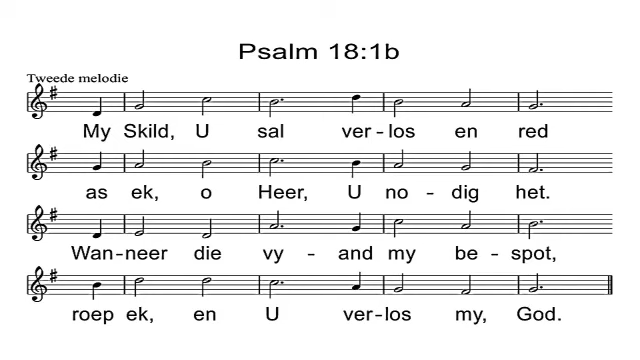 Psalm 18:1b
Tweede melodie
My Skild, U sal ver-los en red
as ek, o Heer, U no-dig het.
Wan-neer die vy-and my be-spot,
roep ek, en U ver-los my, God.